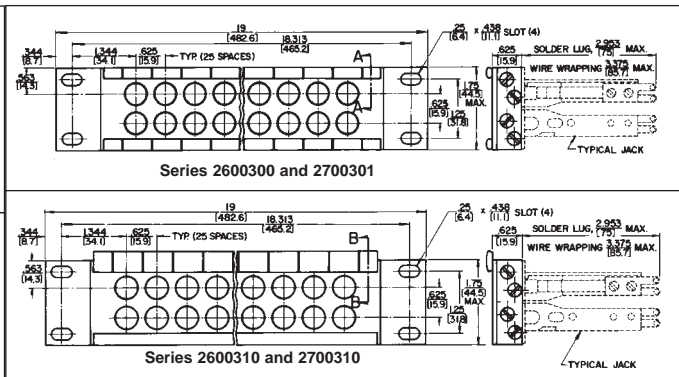 19
[482.6]
18.313
[465.2]
.25 x .438 SLOT (4)
[6.4] [11.1]
.344
[8.7]
1.344
[34.1]
.625
[15.9]
TYP. (25 SPACES)
A
.625
[15.9]
SOLDER LUG, 2.953 MAX.
[75]
WIRE WRAPPING 3.375 MAX.
[85.7]
.563
[14.3]
A
.625
[15.9]
1.75
[44.5]
MAX.
1.25
[31.8]
TYPICAL JACK
Series 2600300 and 2700301
19
[482.6]
18.313
[465.2]
.25 x .438 SLOT (4)
[6.4] [11.1]
.344
[8.7]
1.344
[34.1]
.625
[15.9]
TYP. (25 SPACES)
B
.625
[15.9]
SOLDER LUG, 2.953 MAX.
[75]
WIRE WRAPPING 3.375 MAX.
[85.7]
.563
[14.3]
B
.625
[15.9]
1.75
[44.5]
MAX.
1.25
[31.8]
Series 2600310 and 2700310
TYPICAL JACK